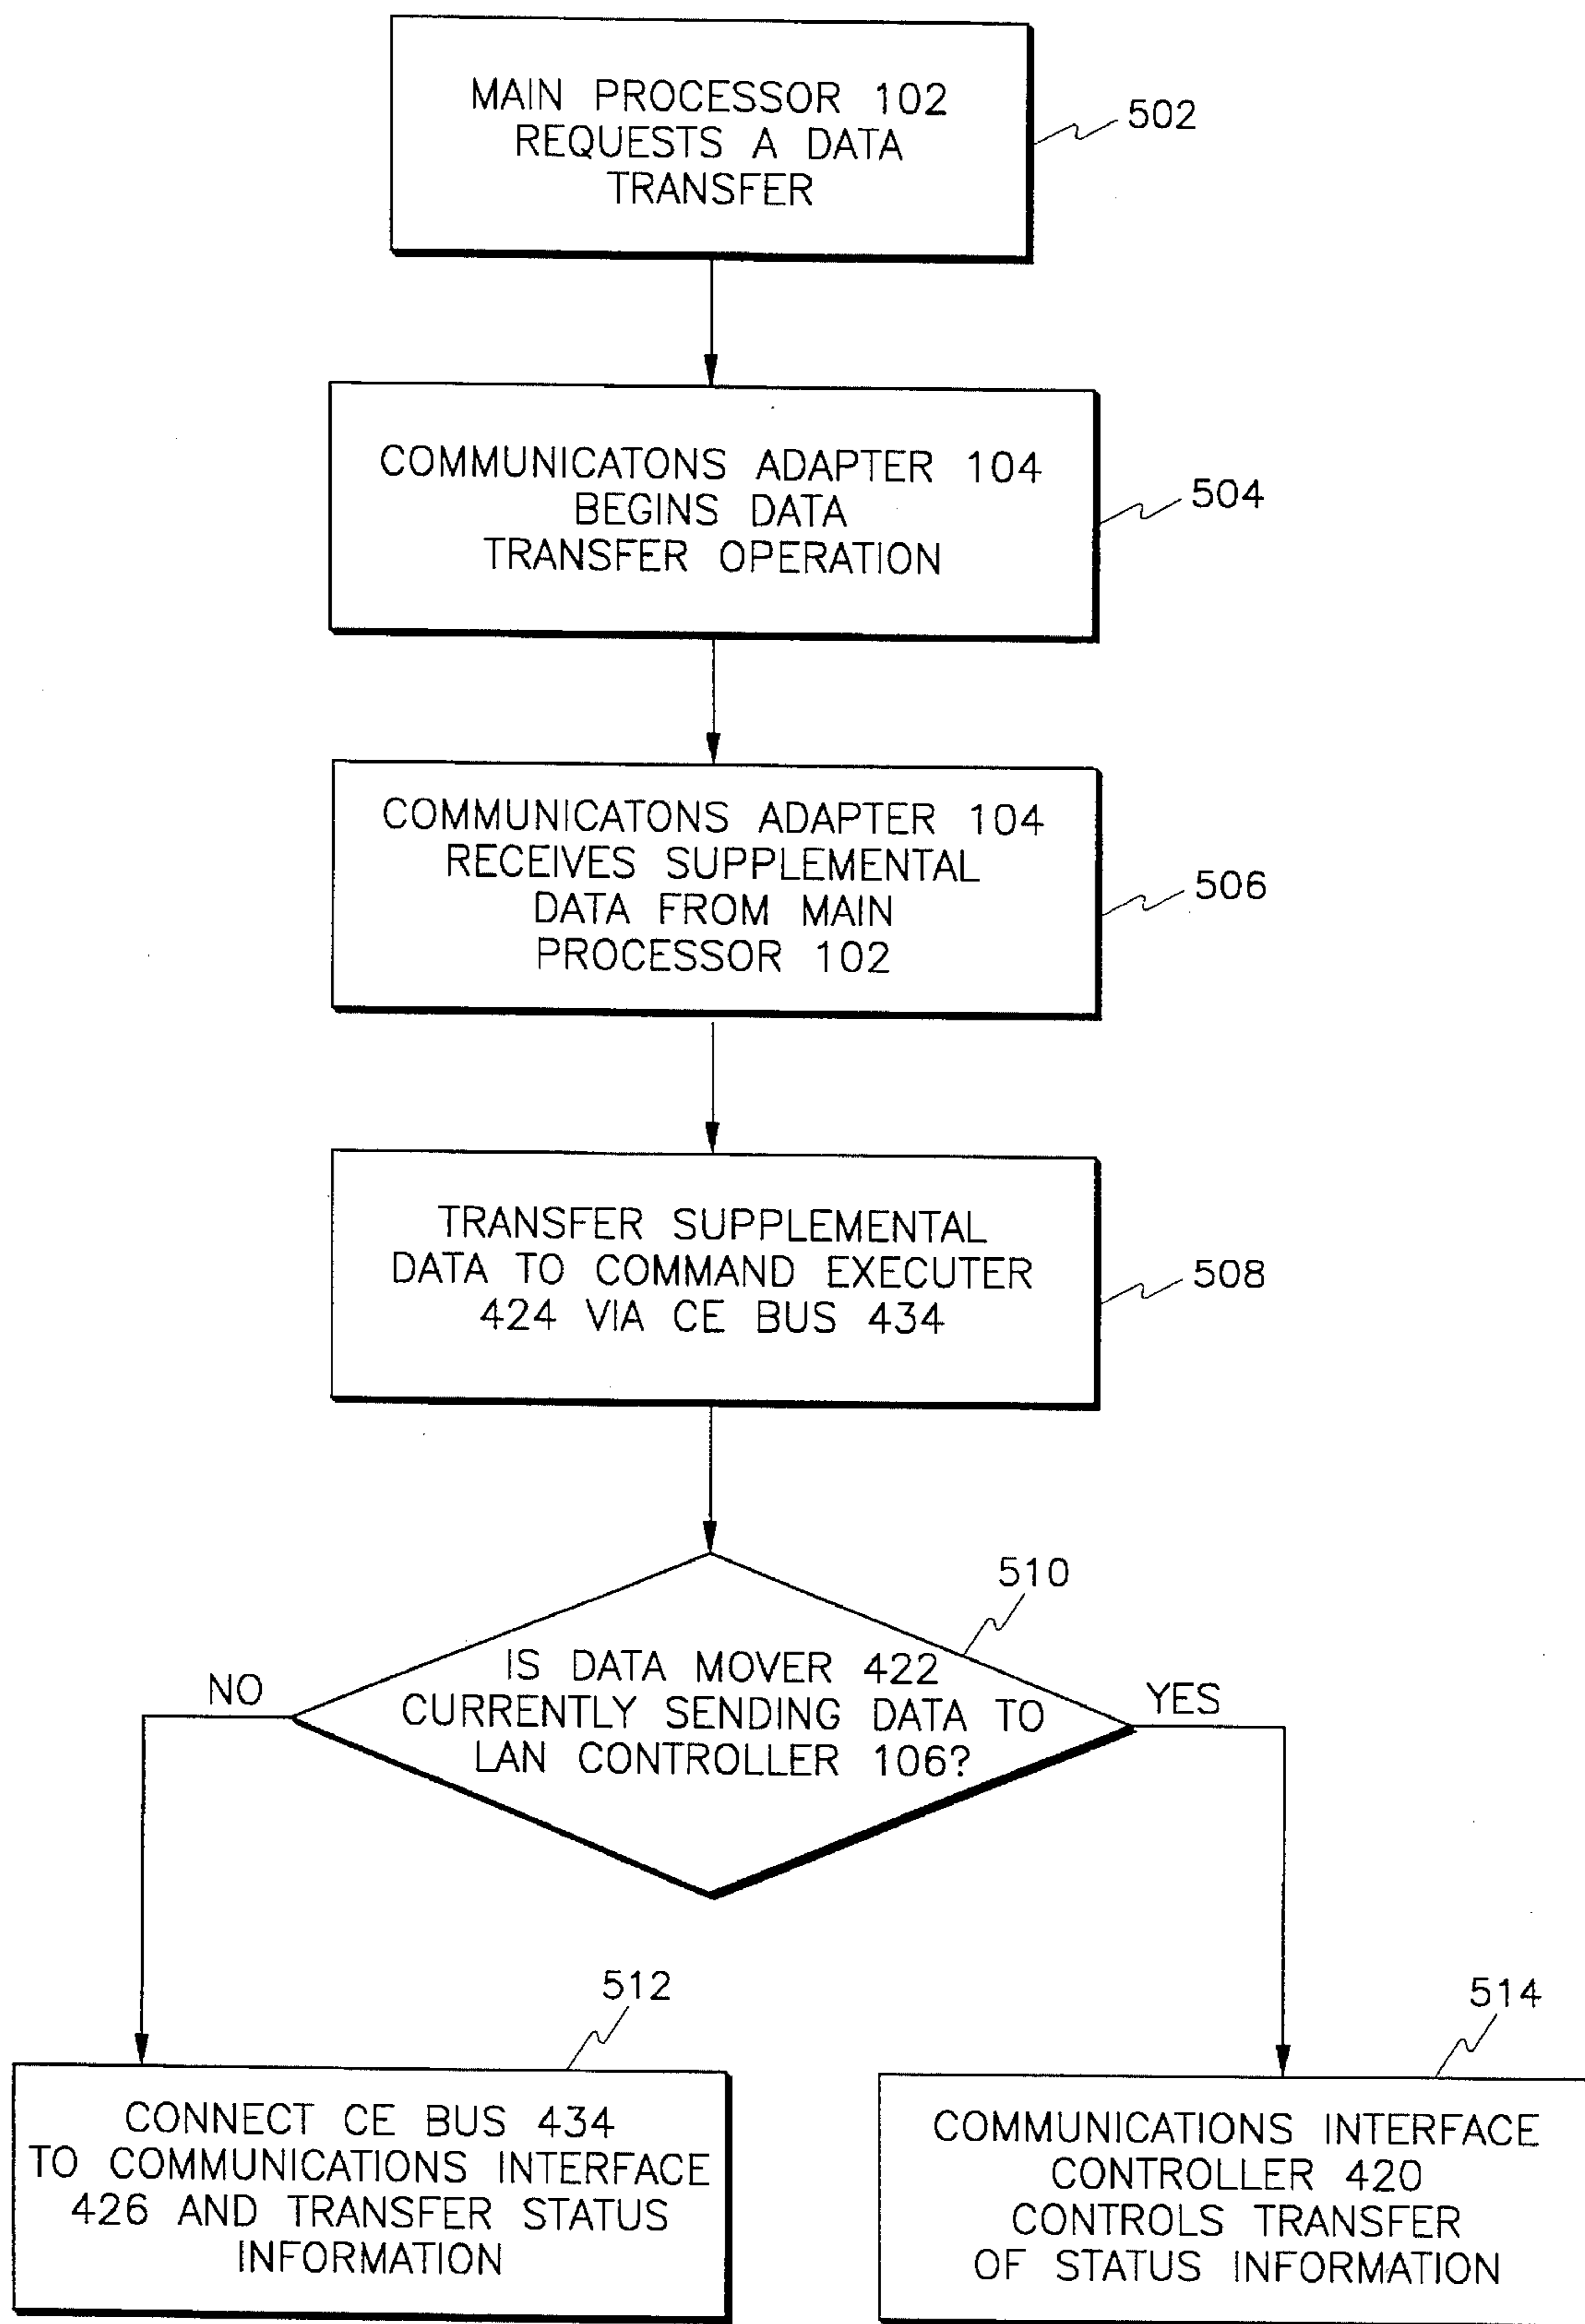 MAIN PROCESSOR 102
REQUESTS A DATA
TRANSFER
502
COMMUNICATONS ADAPTER 104
BEGINS DATA
TRANSFER OPERATION
504
COMMUNICATONS ADAPTER 104
RECEIVES SUPPLEMENTAL
DATA FROM MAIN
PROCESSOR 102
506
TRANSFER SUPPLEMENTAL
DATA TO COMMAND EXECUTER
424 VIA CE BUS 434
508
510
IS DATA MOVER 422
CURRENTLY SENDING DATA TO
LAN CONTROLLER 106?
NO
YES
512
CONNECT CE BUS 434
TO COMMUNICATIONS INTERFACE
426 AND TRANSFER STATUS
INFORMATION
514
COMMUNICATIONS INTERFACE
CONTROLLER 420
CONTROLS TRANSFER
OF STATUS INFORMATION